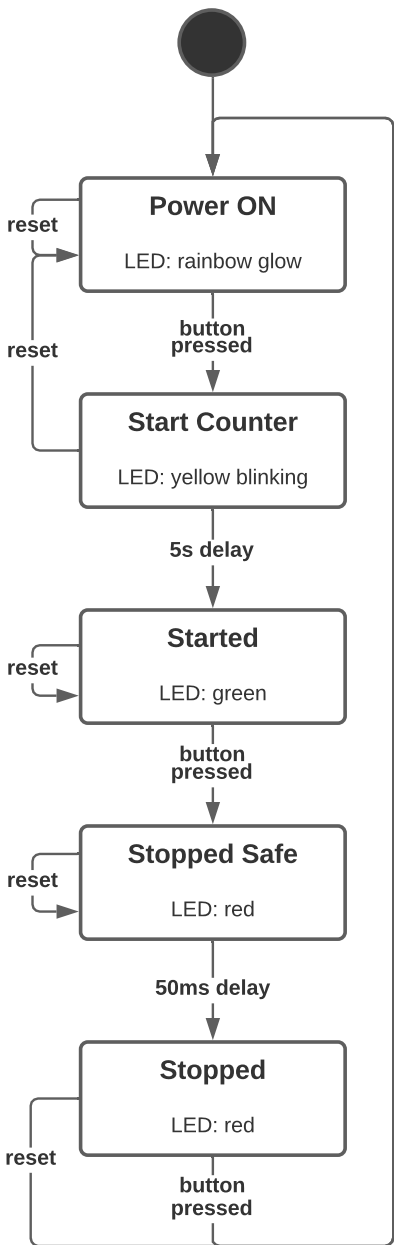 Power ON
reset
LED: rainbow glow
button
pressed
reset
Start Counter
LED: yellow blinking
5s delay
Started
reset
LED: green
button
pressed
Stopped Safe
reset
LED: red
50ms delay
Stopped
LED: red
reset
button
pressed